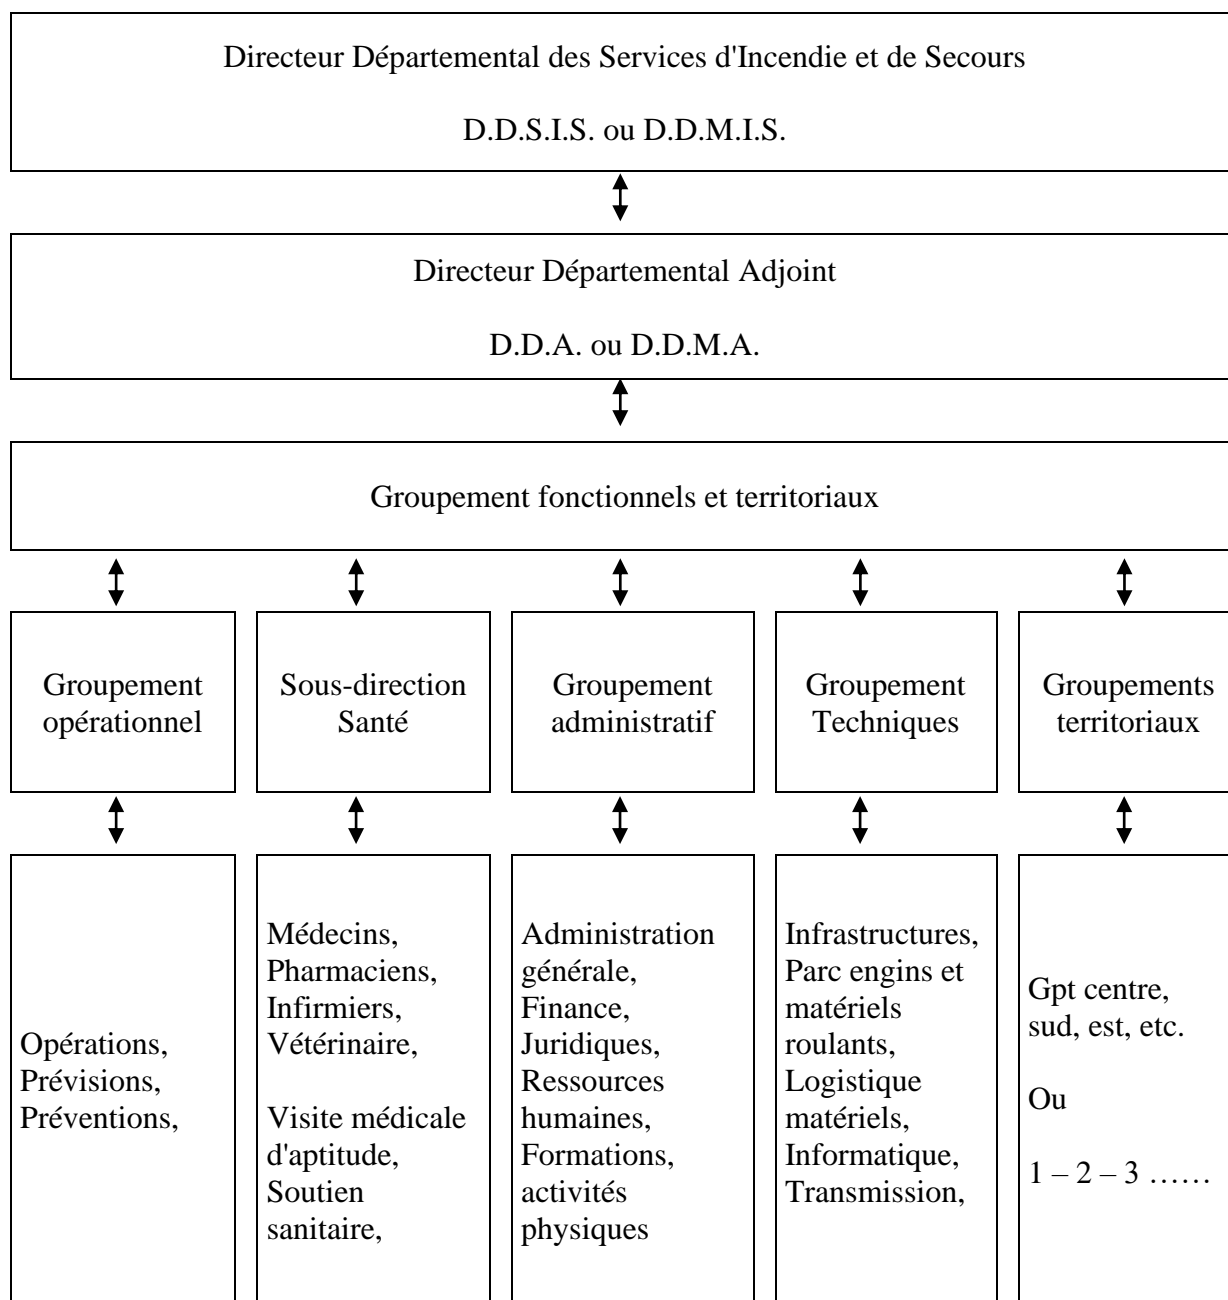 Directeur Départemental des Services d'Incendie et de Secours
D.D.S.I.S. ou D.D.M.I.S.
Directeur Départemental Adjoint
D.D.A. ou D.D.M.A.
Groupement fonctionnels et territoriaux
Groupement
opérationnel
Sous-direction
Santé
Groupement
administratif
Groupement
Techniques
Groupements
territoriaux
Opérations,
Prévisions,
Préventions,
Médecins,
Pharmaciens,
Infirmiers,
Vétérinaire,
Visite médicale
d'aptitude,
Soutien
sanitaire,
Administration
générale,
Finance,
Juridiques,
Ressources
humaines,
Formations,
activités
physiques
Infrastructures,
Parc engins et
matériels
roulants,
Logistique
matériels,
Informatique,
Transmission,
Gpt centre,
sud, est, etc.
Ou
1 – 2 – 3 ……